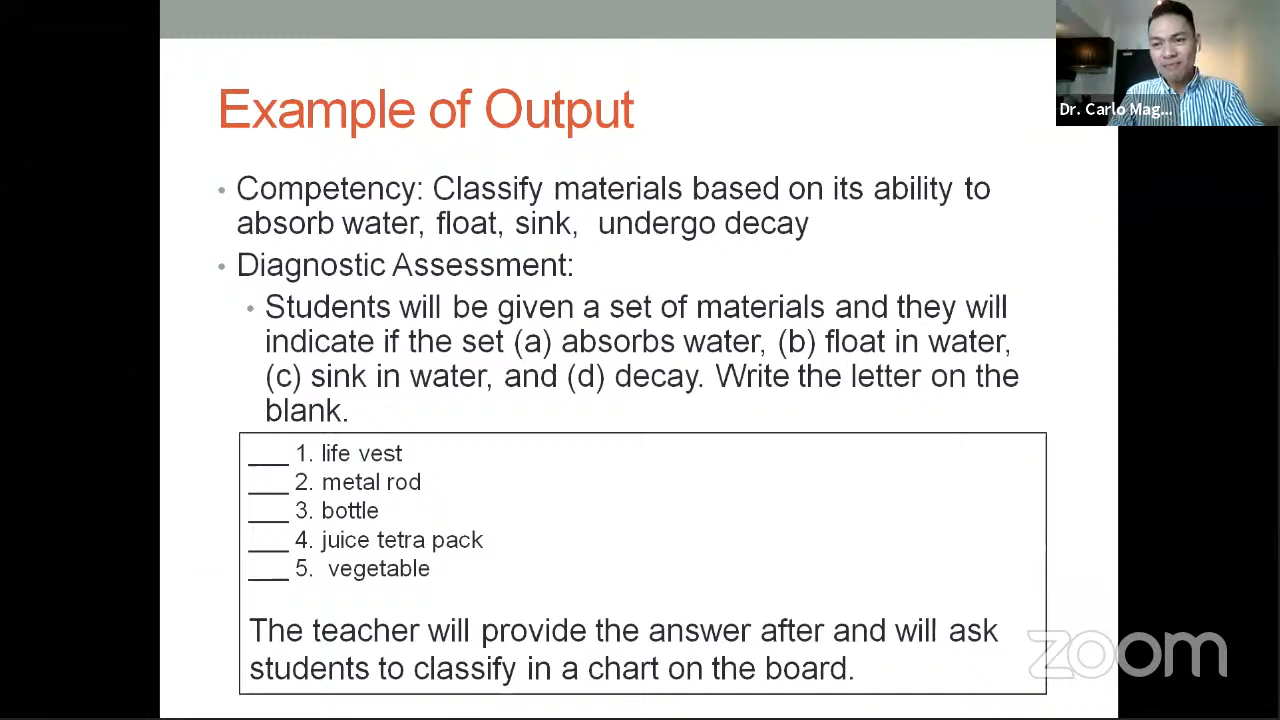 Example of Output
• Competency: Classify materials based on its ability to
absorb water, float, sink, undergo decay
• Diagnostic Assessment:
• Students will be given a set of materials and they will
indicate if the set (a) absorbs water, (b) float in water,
(c) sink in water, and (d) decay. Write the letter on the
blank.
___ 1. life vest
___ 2. metal rod
___ 3. bottle
___ 4. juice tetra pack
___ 5. vegetable
The teacher will provide the answer after and will ask
students to classify in a chart on the board.
Dr. Carlo Mag...
zoom